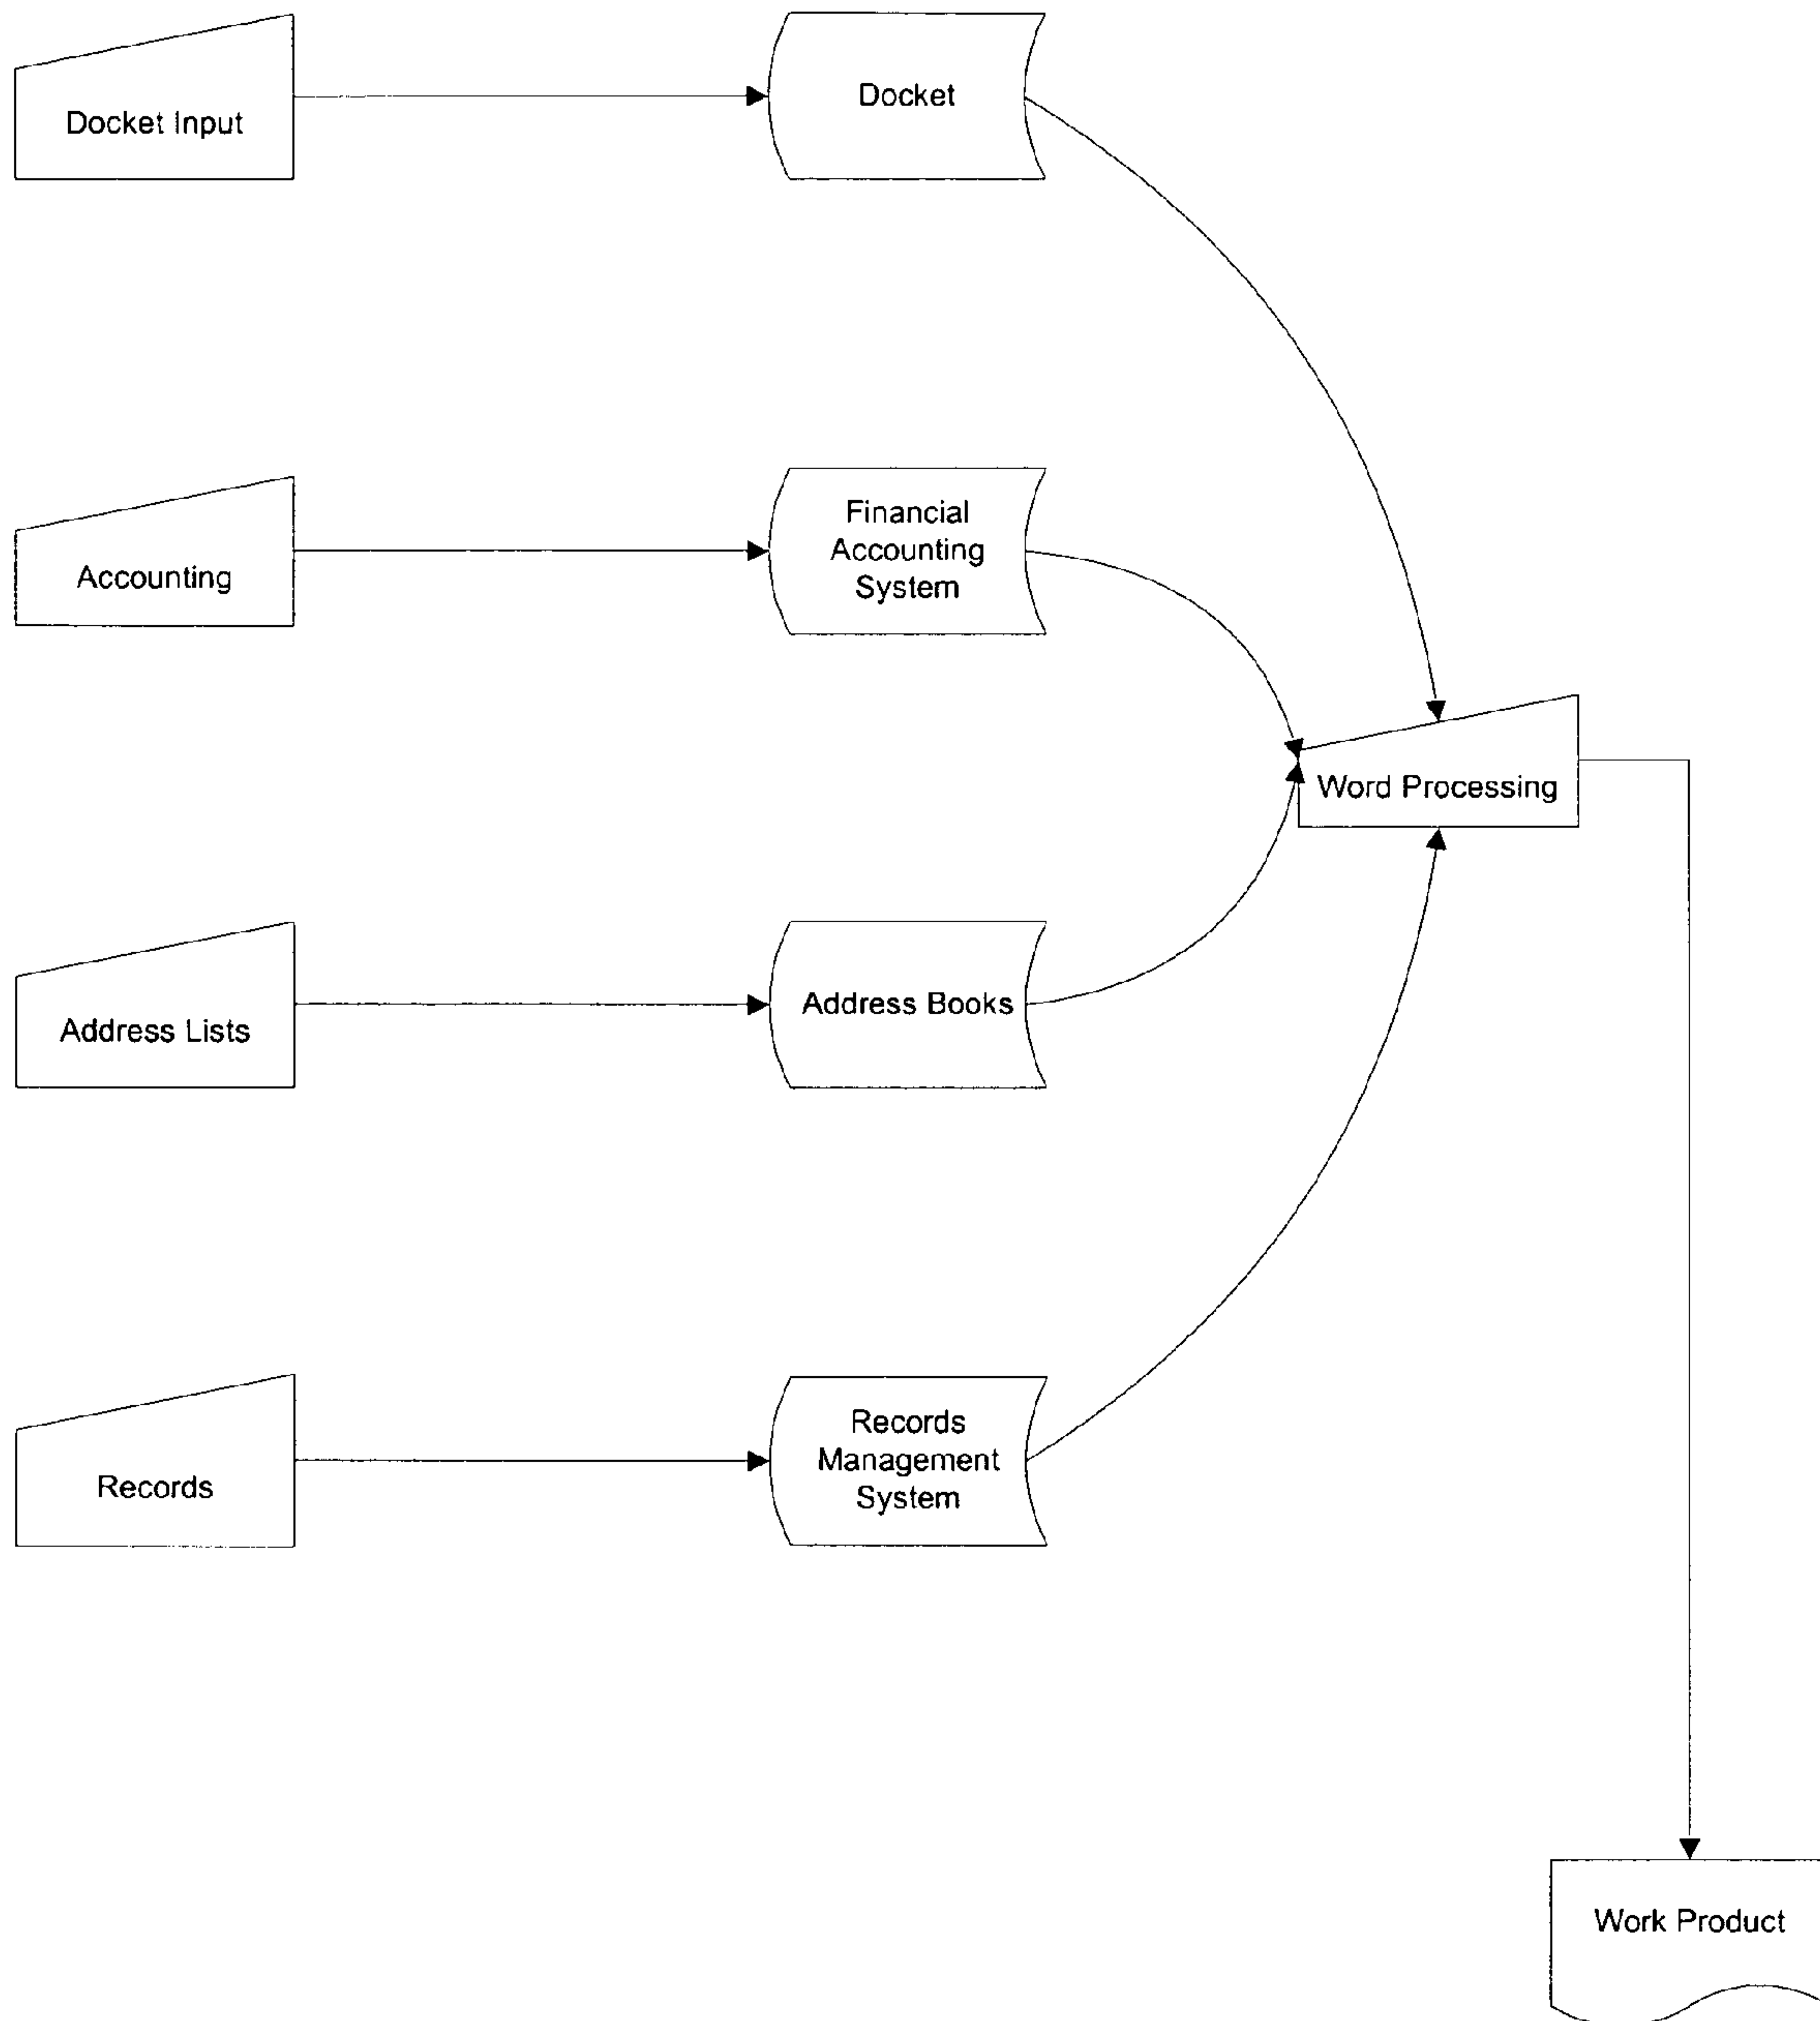 Docket Input
Docket
Accounting
Financial
Accounting
System
Word Processing
Address Lists
Address Books
Records
Records
Management
System
Work Product